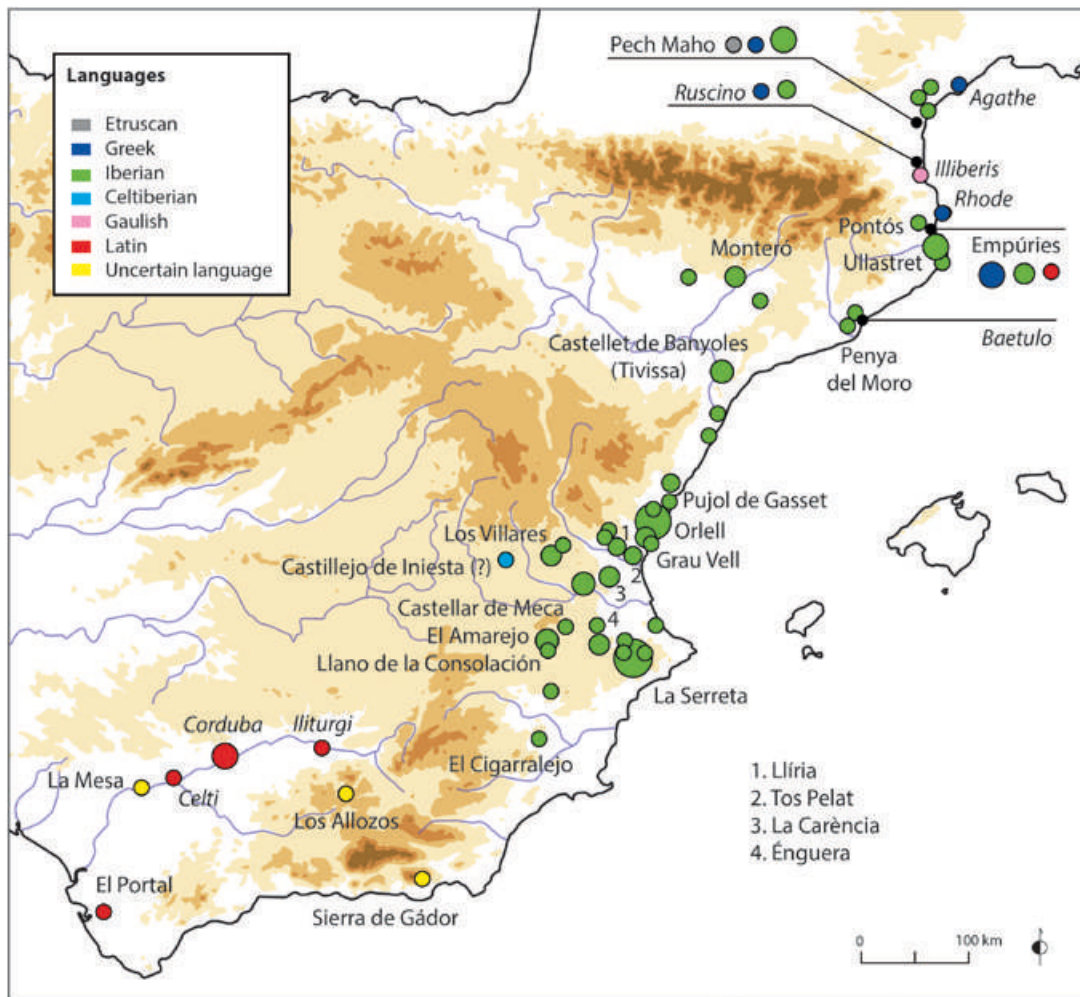 Languages
Etruscan
Greek
Iberian
Celtiberian
Gaulish
Latin
Uncertain language
Pech Maho
Ruscino
Agathe
Illiberis
Rhode
Pontós
Empúries
Ullastret
Monteró
Baetulo
Castellet de Banyoles
(Tivissa)
Penya
del Moro
Pujol de Gasset
Orlell
Los Villares
1
Grau Vell
Castillejo de Iniesta (?)
2
3
Castellar de Meca
4
El Amarejo
Llano de la Consolación
La Serreta
Corduba
Iliturgi
El Cigarralejo
La Mesa
Celti
Los Allozos
1. Llíria
2. Tos Pelat
3. La Carència
4. Énguera
El Portal
Sierra de Gádor
0 100 km